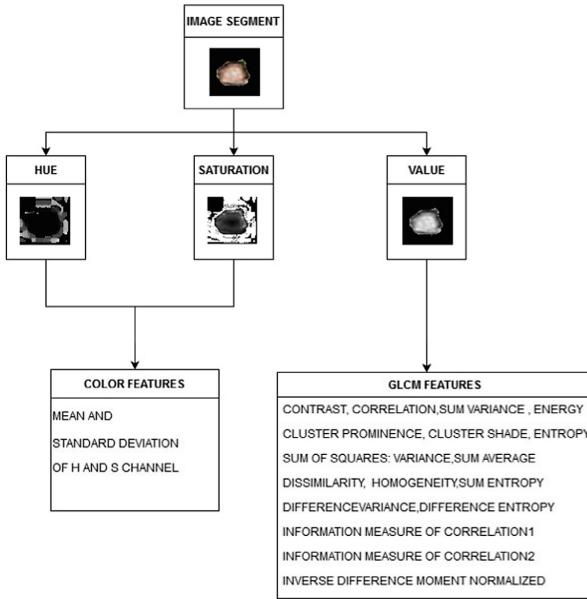 IMAGE SEGMENT
HUE
SATURATION
VALUE
COLOR FEATURES
MEAN AND
STANDARD DEVIATION
OF H AND S CHANNEL
GLCM FEATURES
CONTRAST, CORRELATION,SUM VARIANCE , ENERGY
CLUSTER PROMINENCE, CLUSTER SHADE, ENTROPY
SUM OF SQUARES: VARIANCE,SUM AVERAGE
DISSIMILARITY, HOMOGENEITY,SUM ENTROPY
DIFFERENCEVARIANCE,DIFFERENCE ENTROPY
INFORMATION MEASURE OF CORRELATION1
INFORMATION MEASURE OF CORRELATION2
INVERSE DIFFERENCE MOMENT NORMALIZED